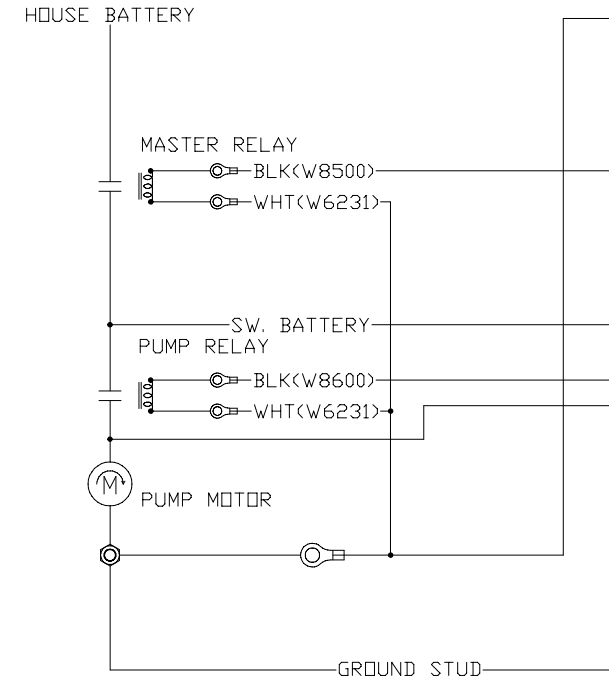 HOUSE BATTERY
MASTER RELAY
BLK(W8500)
WHT(W6231)
SW. BATTERY
PUMP RELAY
BLK(W8600)
WHT(W6231)
M
PUMP MOTOR
GROUND STUD